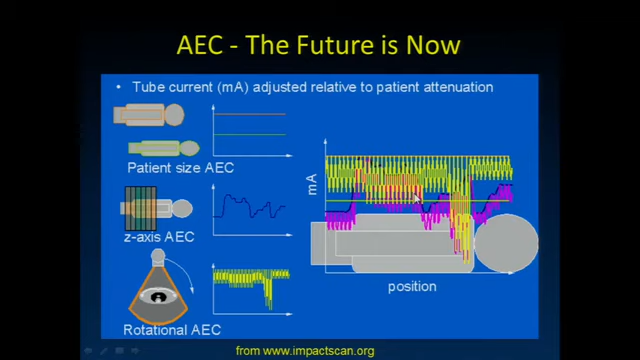 AEC - The Future is Now
• Tube current (mA) adjusted relative to patient attenuation
Patient size AEC
z-axis AEC
Rotational AEC
mA
position
from www.impactscan.org